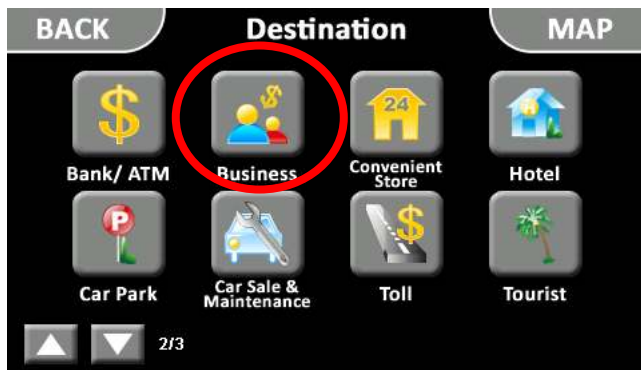 BACK Destination MAP
$ $ 24 H
Bank/ ATM Business Convenient Store Hotel
P $
Car Park Car Sale & Maintenance Toll Tourist
2/3